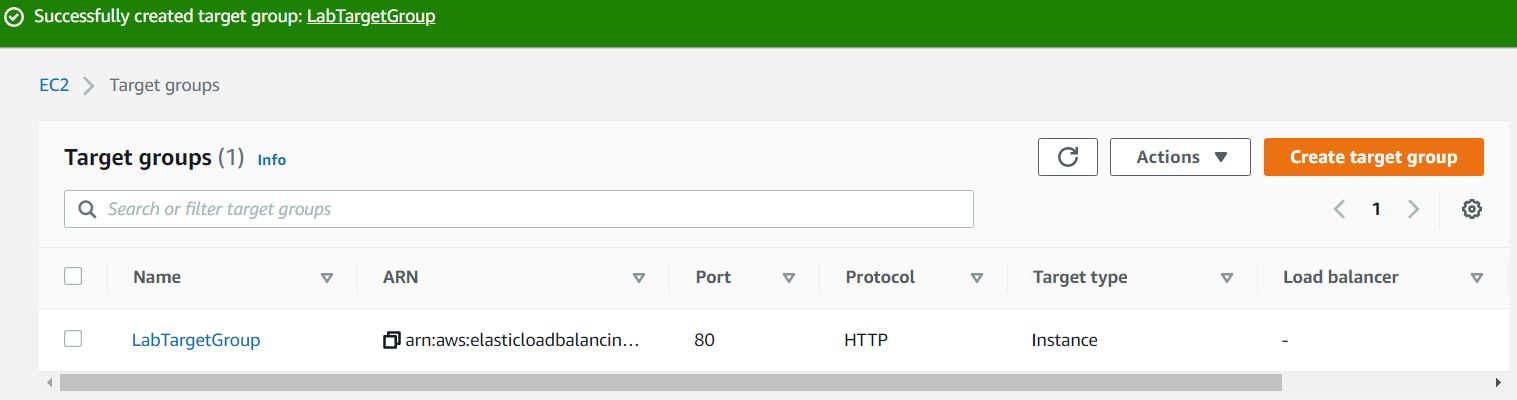 Successfully created target group: LabTargetGroup
EC2 Target groups
Target groups (1) Info
Actions Create target group
Search or filter target groups
1
Name ARN Port Protocol Target type Load balancer
LabTargetGroup arn:aws:elasticloadbalancin… 80 HTTP Instance -